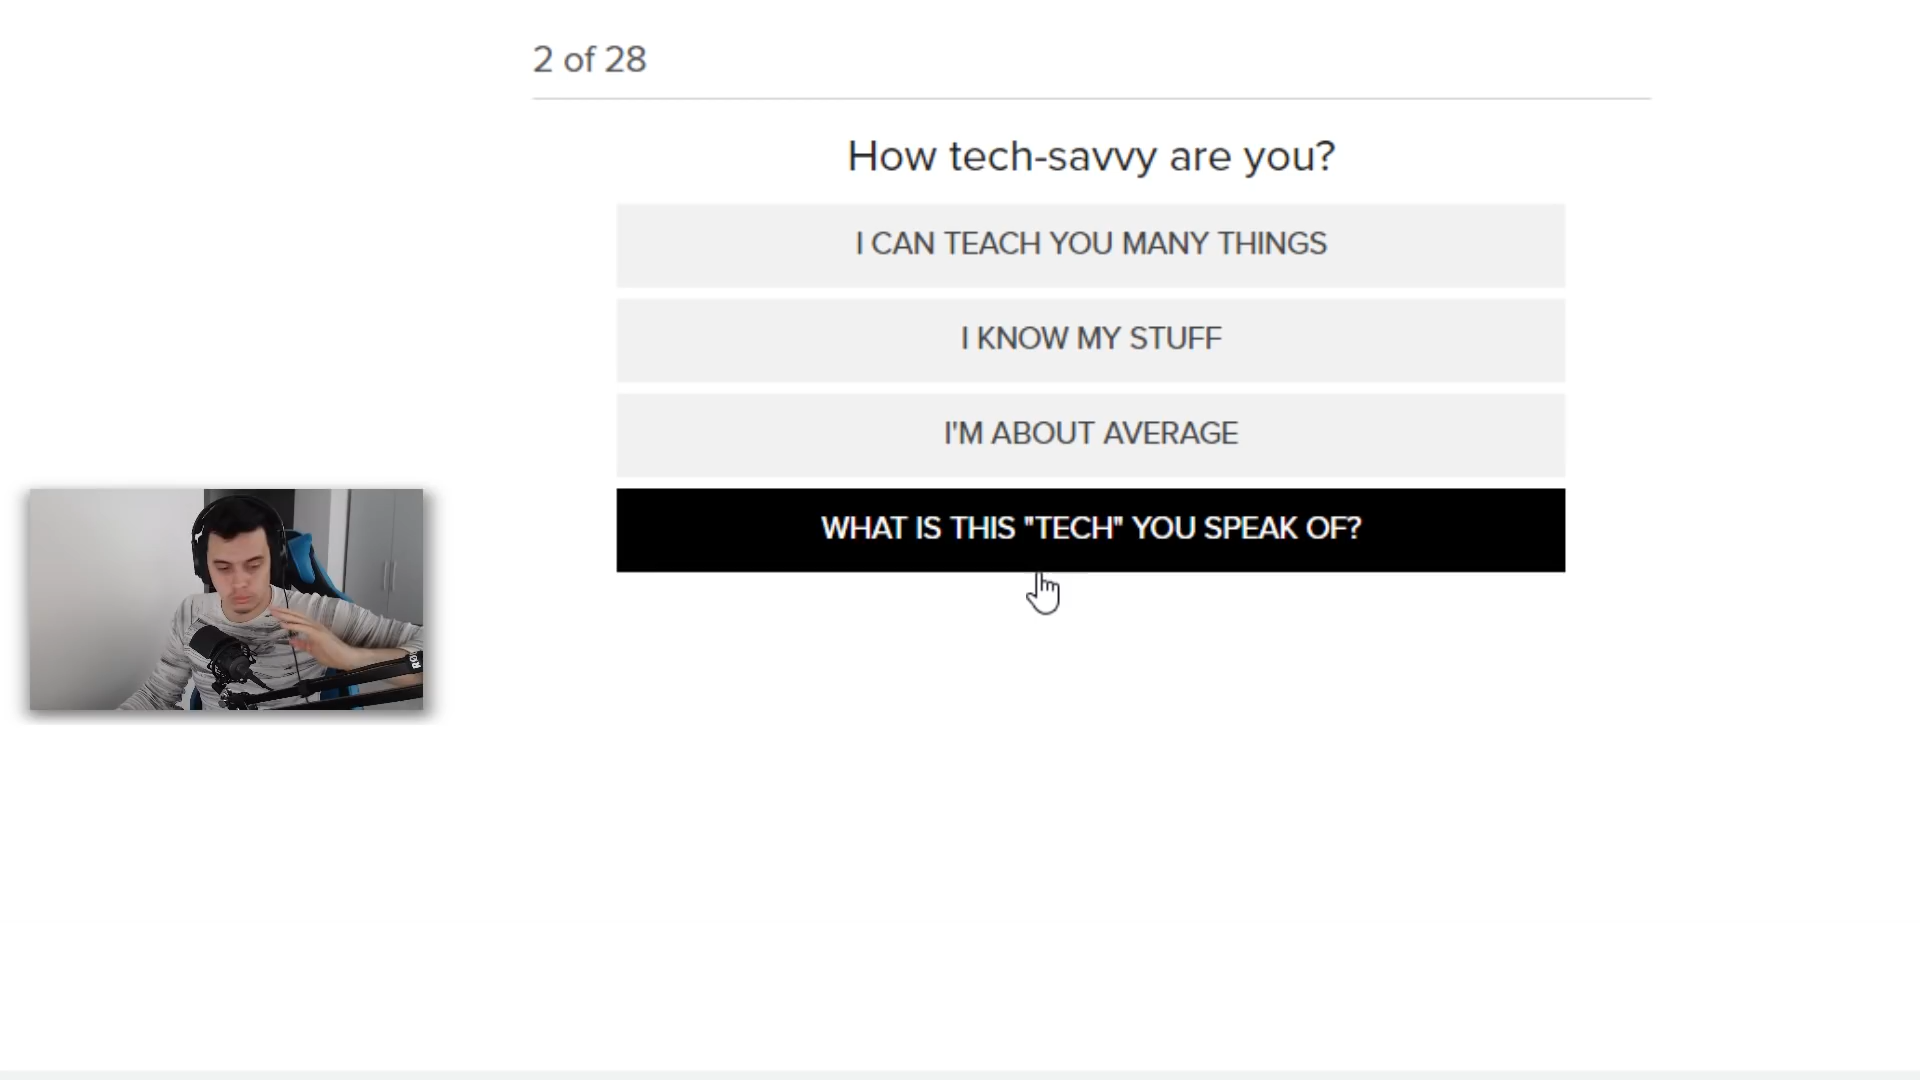 2 of 28
How tech-savvy are you?
I CAN TEACH YOU MANY THINGS
I KNOW MY STUFF
I'M ABOUT AVERAGE
WHAT IS THIS "TECH" YOU SPEAK OF?